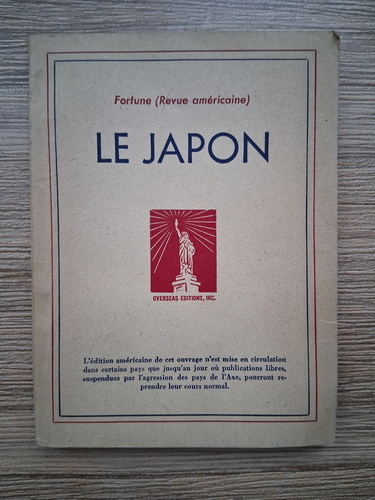 Fortune (Revue américaine)
LE JAPON
OVERSEAS EDITIONS, INC.
L'édition américaine de cet ouvrage n'est mise en circulation
dans certains pays que jusqu'au jour où publications libres,
suspendues par l'agression des pays de l'Axe, pourront re-
prendre leur cours normal.